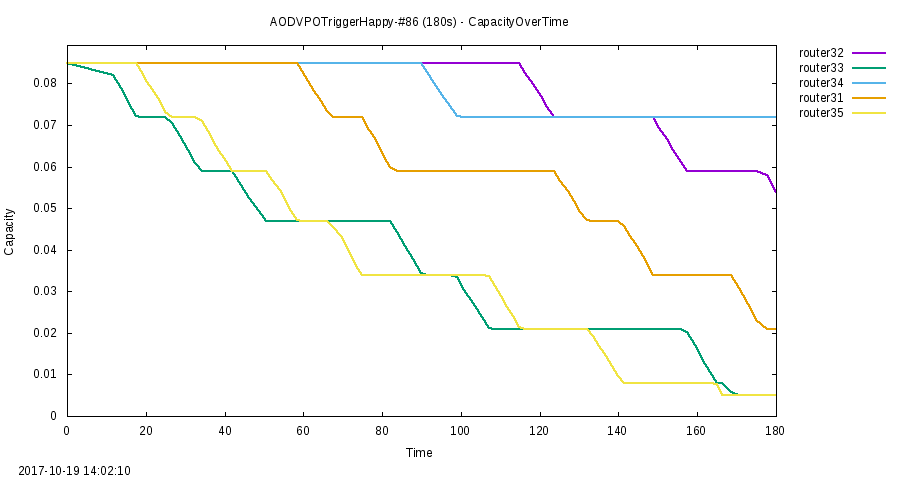 AODVPOTriggerHappy-#86 (180s) - CapacityOverTime
router32
router33
router34
router31
router35
0.08
0.07
0.06
0.05
0.04
0.03
0.02
0.01
0
Capacity
0 20 40 60 80 100 120 140 160 180
Time
2017-10-19 14:02:10